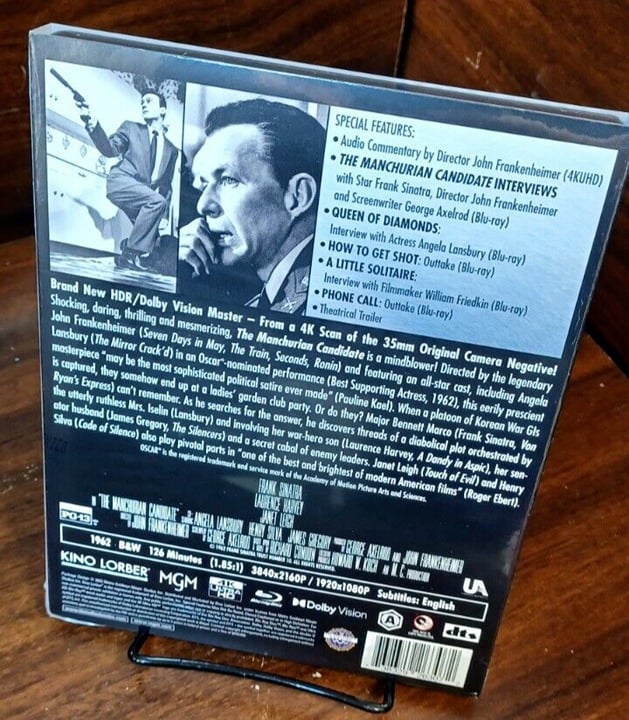 SPECIAL FEATURES:
• Audio Commentary by Director John Frankenheimer (4KUHD)
• THE MANCHURIAN CANDIDATE INTERVIEWS
with Star Frank Sinatra, Director John Frankenheimer
and Screenwriter George Axelrod (Blu-ray)
• QUEEN OF DIAMONDS:
Interview with Actress Angela Lansbury (Blu-ray)
• HOW TO GET SHOT: Outtake (Blu-ray)
• A LITTLE SOLITAIRE:
Interview with Filmmaker William Friedkin (Blu-ray)
• PHONE CALL: Outtake (Blu-ray)
• Theatrical Trailer
Brand New HDR/Dolby Vision Master – From a 4K Scan of the 35mm Original Camera Negative!
Shocking, daring, thrilling and mesmerizing, The Manchurian Candidate is a mindblower! Directed by the legendary
John Frankenheimer (Seven Days in May, The Train, Seconds, Ronin) and featuring an all-star cast, including Angela
Lansbury (The Mirror Crack'd) in an Oscar®-nominated performance (Best Supporting Actress, 1962), this eerily prescient
masterpiece "may be the most sophisticated political satire ever made" (Pauline Kael). When a platoon of Korean War GIs
is captured, they somehow end up at a ladies' garden club party. Or do they? Major Bennett Marco (Frank Sinatra, Von
Ryan's Express) can't remember. As he searches for the answer, he discovers threads of a diabolical plot orchestrated by
the utterly ruthless Mrs. Iselin (Lansbury) and involving her war-hero son (Laurence Harvey, A Dandy in Aspic), her sen-
ator husband (James Gregory, The Silencers) and a secret cabal of enemy leaders. Janet Leigh (Touch of Evil) and Henry
Silva (Code of Silence) also play pivotal parts in "one of the best and brightest of modern American films" (Roger Ebert).
OSCAR® is the registered trademark and service mark of the Academy of Motion Picture Arts and Sciences.
FRANK SINATRA
LAURENCE HARVEY
JANET LEIGH
"THE MANCHURIAN CANDIDATE" ANGELA LANSBURY HENRY SILVA JAMES GREGORY GEORGE AXELROD AND JOHN FRANKENHEIMER
JOHN FRANKENHEIMER GEORGE AXELROD RICHARD CONDON HOWARD W. KOCH M.C. PRODUCTION
PG-13
1962 B&W 126 Minutes (1.85:1) 3840x2160P / 1920x1080P Subtitles: English
UA
KINO LORBER MGM 4K ULTRA HD Blu-ray Dolby Vision A dts